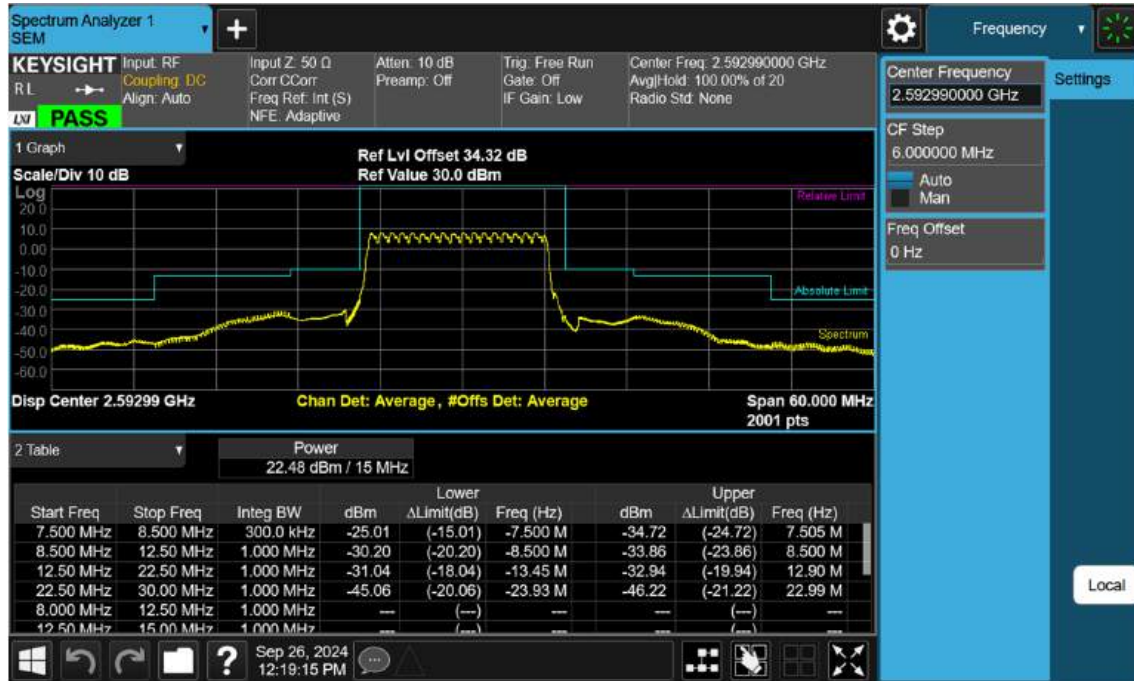 Spectrum Analyzer 1
SEM
+
Frequency
KEYSIGHT
R L
LXI
PASS
Input: RF
Coupling: DC
Align: Auto
Input Z: 50 Ω
Corr CCorr
Freq Ref: Int (S)
NFE: Adaptive
Atten: 10 dB
Preamp: Off
Trig: Free Run
Gate: Off
IF Gain: Low
Center Freq: 2.592990000 GHz
Avg|Hold: 100.00% of 20
Radio Std: None
Center Frequency
2.592990000 GHz
Settings
CF Step
6.000000 MHz
Auto
Man
Freq Offset
0 Hz
Local
1 Graph
Ref Lvl Offset 34.32 dB
Scale/Div 10 dB
Ref Value 30.0 dBm
Log
Relative Limit
20.0
10.0
0.00
-10.0
-20.0
Absolute Limit
-30.0
-40.0
Spectrum
-50.0
-60.0
Disp Center 2.59299 GHz
Chan Det: Average, #Offs Det: Average
Span 60.000 MHz
2001 pts
2 Table
Power
22.48 dBm / 15 MHz
Lower Upper
Start Freq Stop Freq Integ BW dBm ΔLimit(dB) Freq (Hz) dBm ΔLimit(dB) Freq (Hz)
7.500 MHz 8.500 MHz 300.0 kHz -25.01 (-15.01) -7.500 M -34.72 (-24.72) 7.505 M
8.500 MHz 12.50 MHz 1.000 MHz -30.20 (-20.20) -8.500 M -33.86 (-23.86) 8.500 M
12.50 MHz 22.50 MHz 1.000 MHz -31.04 (-18.04) -13.45 M -32.94 (-19.94) 12.90 M
22.50 MHz 30.00 MHz 1.000 MHz -45.06 (-20.06) -23.93 M -46.22 (-21.22) 22.99 M
8.000 MHz 12.50 MHz 1.000 MHz --- (---) --- --- (---) ---
12.50 MHz 15.00 MHz 1.000 MHz --- (---) --- --- (---) ---
?
Sep 26, 2024
12:19:15 PM